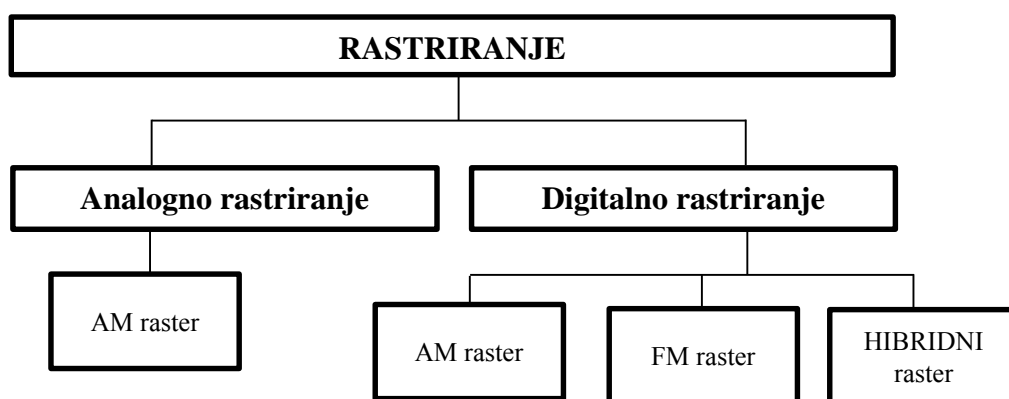 RASTRIRANJE
Analogno rastriranje
Digitalno rastriranje
AM raster
AM raster
FM raster
HIBRIDNI
raster